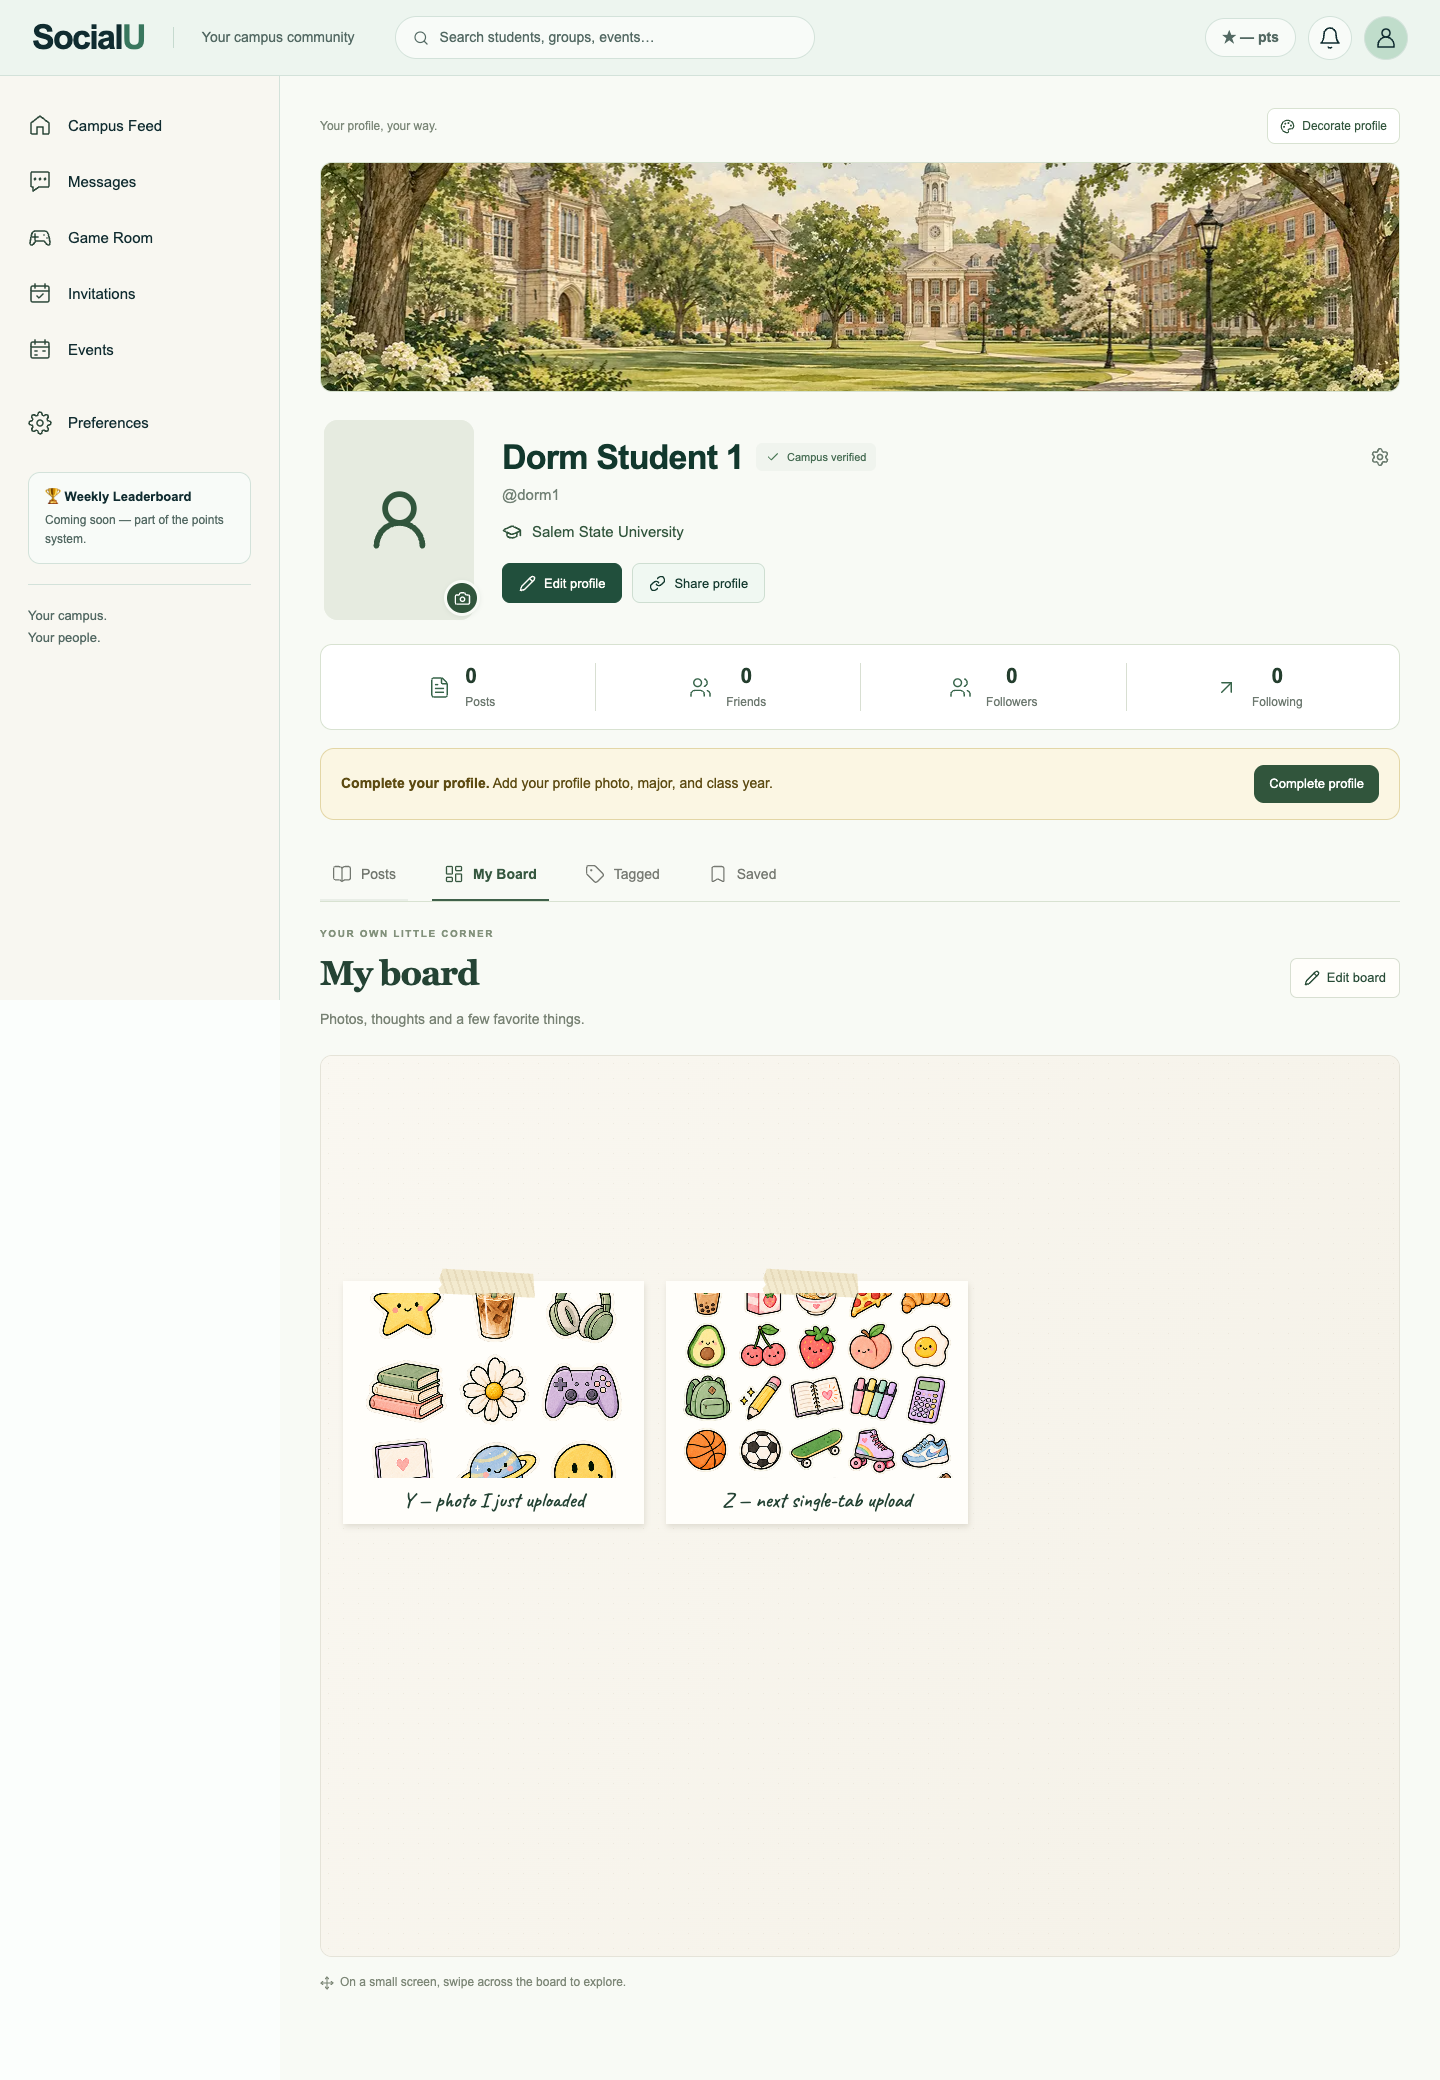 SocialU
Your campus community
Search students, groups, events…
★ — pts
Campus Feed
Messages
Game Room
Invitations
Events
Preferences
🏆 Weekly Leaderboard
Coming soon — part of the points
system.
Your campus.
Your people.
Your profile, your way.
Decorate profile
Dorm Student 1
Campus verified
@dorm1
Salem State University
Edit profile
Share profile
0
Posts
0
Friends
0
Followers
0
Following
Complete your profile. Add your profile photo, major, and class year.
Complete profile
Posts
My Board
Tagged
Saved
YOUR OWN LITTLE CORNER
My board
Edit board
Photos, thoughts and a few favorite things.
Y – photo I just uploaded
Z – next single-tab upload
On a small screen, swipe across the board to explore.